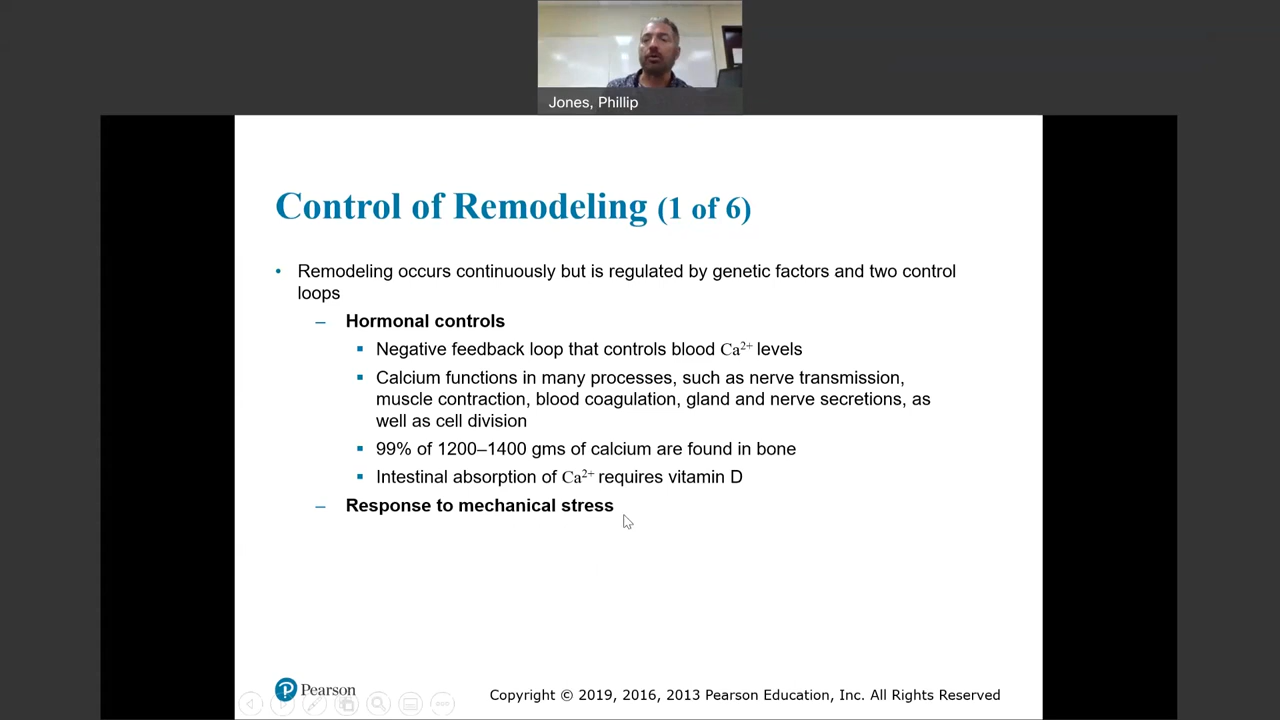 Jones, Phillip
Control of Remodeling (1 of 6)
• Remodeling occurs continuously but is regulated by genetic factors and two control
loops
– Hormonal controls
▪ Negative feedback loop that controls blood Ca²⁺ levels
▪ Calcium functions in many processes, such as nerve transmission,
muscle contraction, blood coagulation, gland and nerve secretions, as
well as cell division
▪ 99% of 1200–1400 gms of calcium are found in bone
▪ Intestinal absorption of Ca²⁺ requires vitamin D
– Response to mechanical stress
P Pearson
Copyright © 2019, 2016, 2013 Pearson Education, Inc. All Rights Reserved